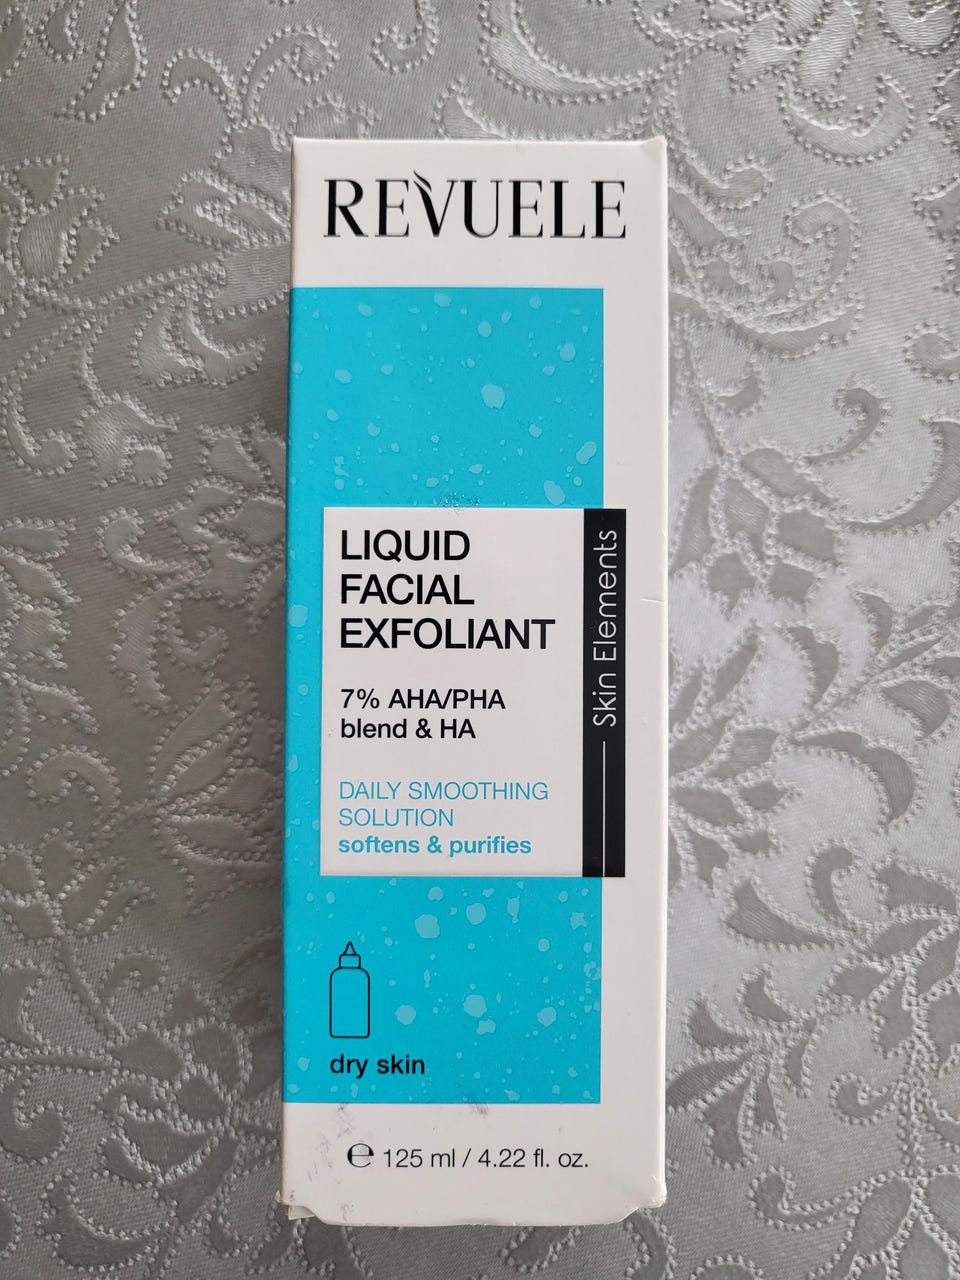 REVUELE
LIQUID
FACIAL
EXFOLIANT
7% AHA/PHA
blend & HA
DAILY SMOOTHING
SOLUTION
softens & purifies
Skin Elements
dry skin
℮ 125 ml / 4.22 fl. oz.